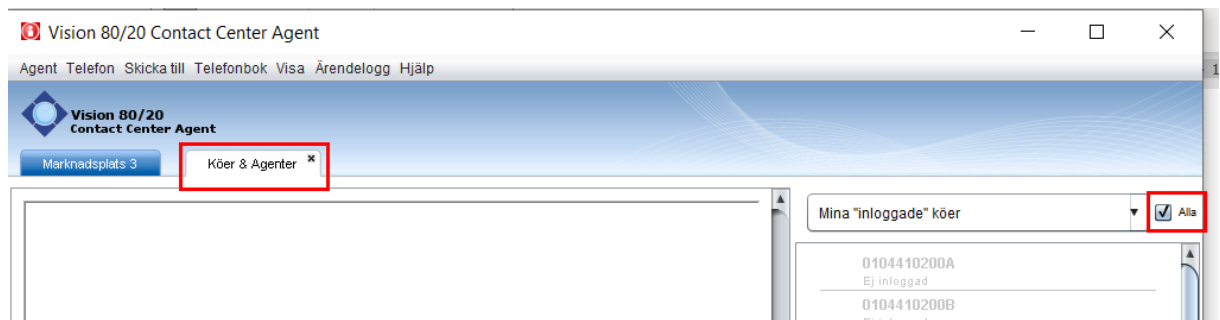 Vision 80/20 Contact Center Agent
Agent Telefon Skicka till Telefonbok Visa Ärendelogg Hjälp
1
Vision 80/20
Contact Center Agent
Marknadsplats 3 Köer & Agenter
Mina "inloggade" köer Alla
0104410200A
Ej inloggad
0104410200B